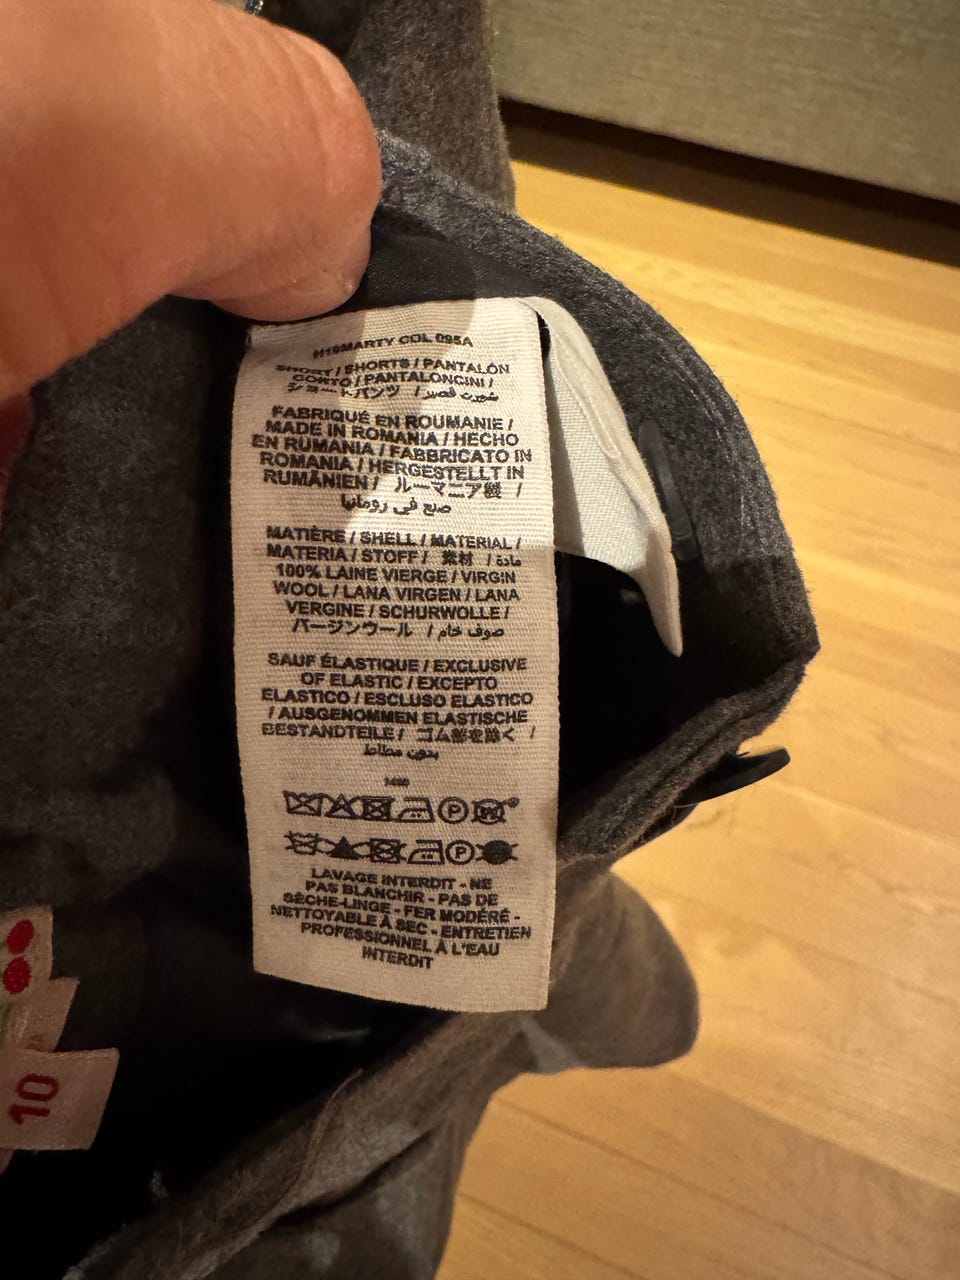 H19MARTY COL 095A
SHORT / SHORTS / PANTALÓN
CORTO / PANTALONCINI /
ショートパンツ / شورت قصير
FABRIQUÉ EN ROUMANIE /
MADE IN ROMANIA / HECHO
EN RUMANIA / FABBRICATO IN
ROMANIA / HERGESTELLT IN
RUMÄNIEN / ルーマニア製 /
صنع في رومانيا
MATIÈRE / SHELL / MATERIAL /
MATERIA / STOFF / 素材 / مادة /
100% LAINE VIERGE / VIRGIN
WOOL / LANA VIRGEN / LANA
VERGINE / SCHURWOLLE /
バージンウール / صوف خام /
SAUF ÉLASTIQUE / EXCLUSIVE
OF ELASTIC / EXCEPTO
ELASTICO / ESCLUSO ELASTICO
/ AUSGENOMMEN ELASTISCHE
BESTANDTEILE / ゴム部を除く /
بدون مطاط
P W
P
LAVAGE INTERDIT - NE
PAS BLANCHIR - PAS DE
SÈCHE-LINGE - FER MODÉRÉ -
NETTOYABLE À SEC - ENTRETIEN
PROFESSIONNEL À L'EAU
INTERDIT
10